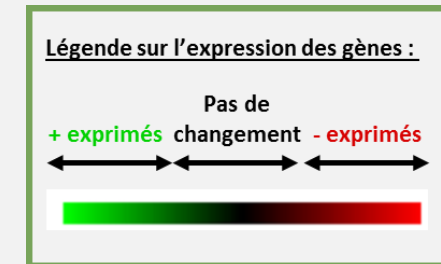 Légende sur l'expression des gènes :
Pas de
+ exprimés changement - exprimés